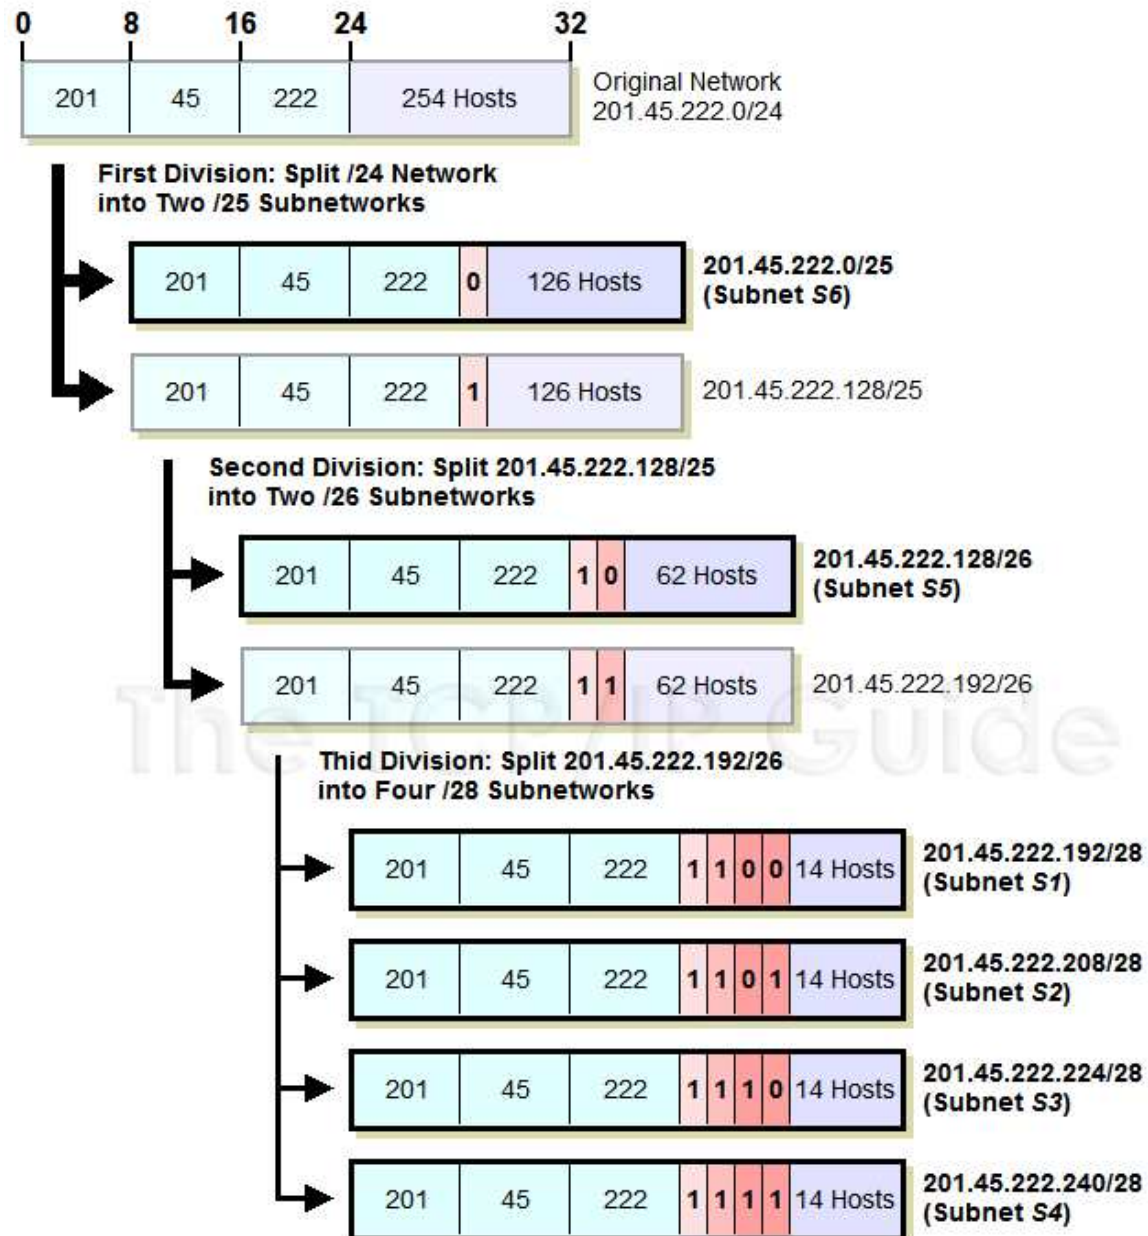 0 8 16 24 32
201 45 222 254 Hosts
Original Network
201.45.222.0/24
First Division: Split /24 Network
into Two /25 Subnetworks
201 45 222 0 126 Hosts
201.45.222.0/25
(Subnet S6)
201 45 222 1 126 Hosts
201.45.222.128/25
Second Division: Split 201.45.222.128/25
into Two /26 Subnetworks
201 45 222 1 0 62 Hosts
201.45.222.128/26
(Subnet S5)
201 45 222 1 1 62 Hosts
201.45.222.192/26
The TCP/IP Guide
Thid Division: Split 201.45.222.192/26
into Four /28 Subnetworks
201 45 222 1 1 0 0 14 Hosts
201.45.222.192/28
(Subnet S1)
201 45 222 1 1 0 1 14 Hosts
201.45.222.208/28
(Subnet S2)
201 45 222 1 1 1 0 14 Hosts
201.45.222.224/28
(Subnet S3)
201 45 222 1 1 1 1 14 Hosts
201.45.222.240/28
(Subnet S4)